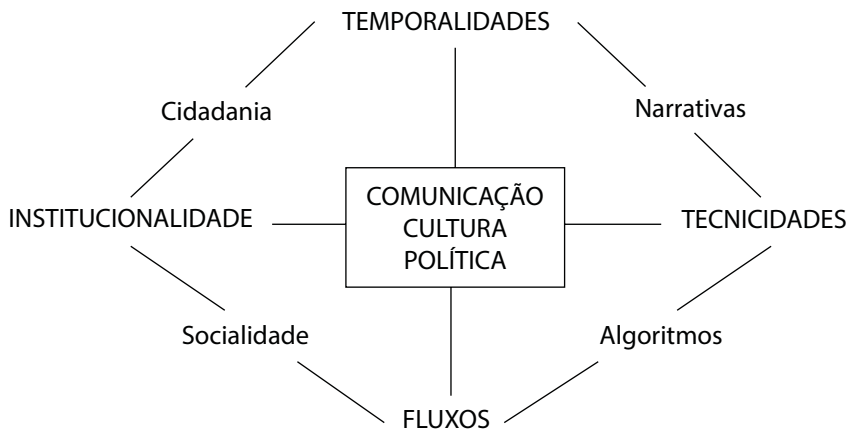 TEMPORALIDADES
Cidadania
Narrativas
COMUNICAÇÃO
CULTURA
POLÍTICA
INSTITUCIONALIDADE
TECNICIDADES
Socialidade
Algoritmos
FLUXOS